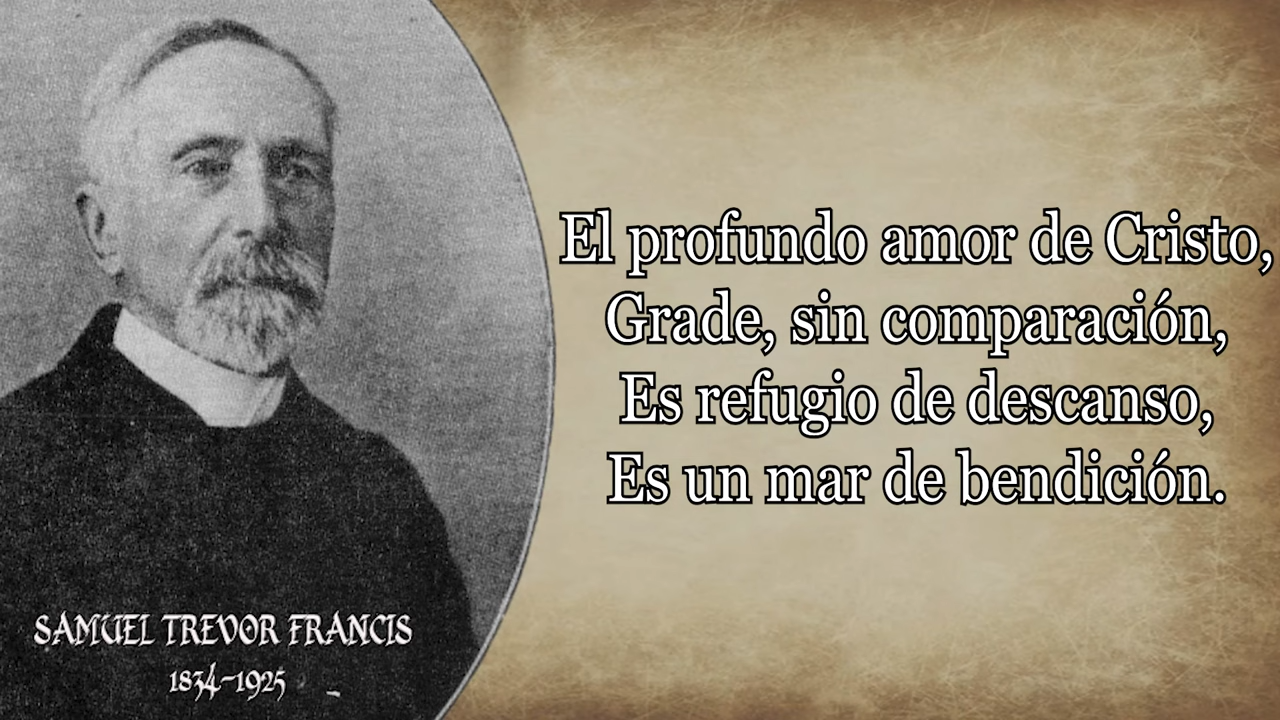 El profundo amor de Cristo,
Grade, sin comparación,
Es refugio de descanso,
Es un mar de bendición.
SAMUEL TREVOR FRANCIS
1834-1925